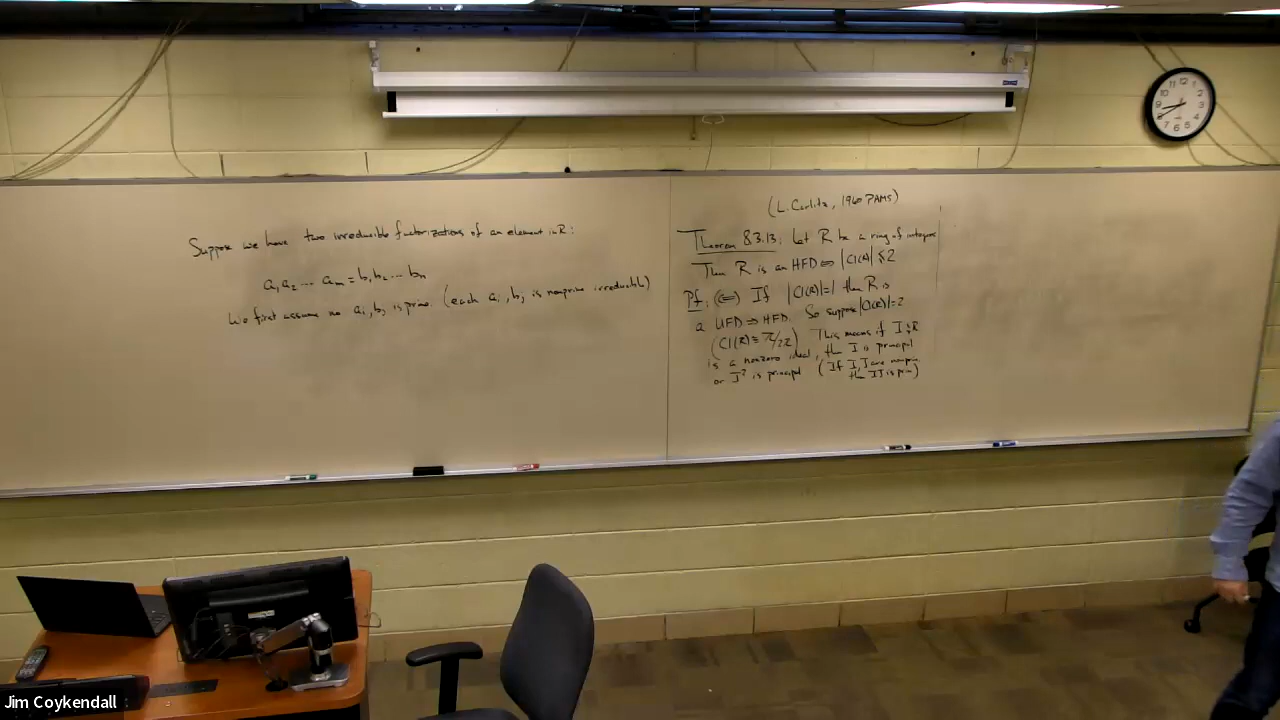 Suppose we have two irreducible factorizations of an element in R:
a₁a₂⋯aₘ = b₁b₂⋯bₙ
We first assume no aᵢ, bⱼ is prime. (each aᵢ, bⱼ is nonprime irreducible)
(L. Carlitz, 1960 PAMS)
Theorem 8.3.13: Let R be a ring of integers
Then R is an HFD ⇔ |Cl(R)| ≤ 2
Pf: (⇐) If |Cl(R)|=1 then R is
a UFD ⇒ HFD. So suppose |Cl(R)|=2
(Cl(R) ≅ ℤ/2ℤ) This means if I ⊊ R
is a nonzero ideal, then I is principal
or I² is principal (If I, J are nonprin,
then IJ is prin)
Jim Coykendall